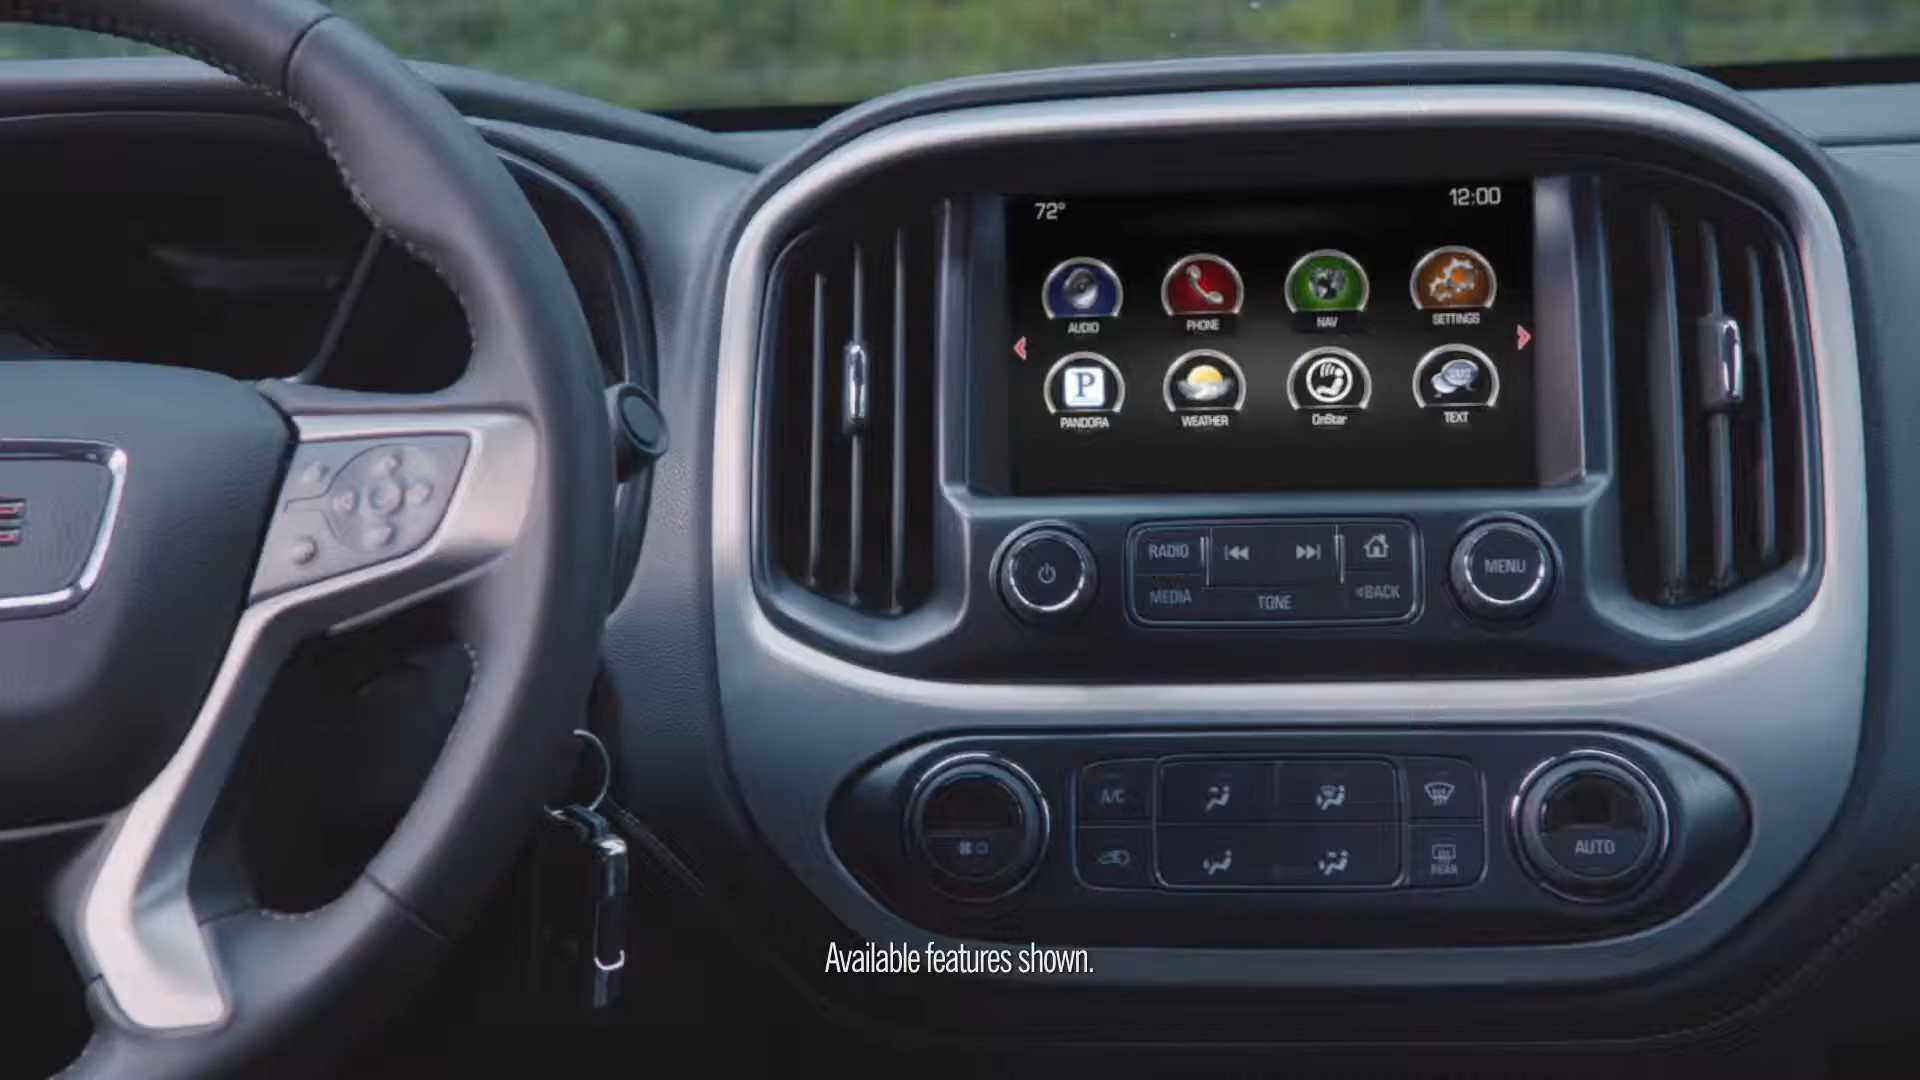 72°
12:00
AUDIO
PHONE
NAV
SETTINGS
PANDORA
WEATHER
OnStar
TEXT
RADIO
MEDIA
TONE
BACK
MENU
A/C
REAR
AUTO
Available features shown.